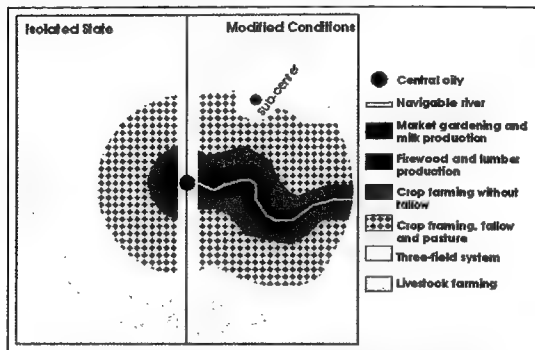 Isolated State
Modified Conditions
sub-center
Central city
Navigable river
Market gardening and
milk production
Firewood and lumber
production
Crop farming without
fallow
Crop framing, fallow
and pasture
Three-field system
Livestock farming